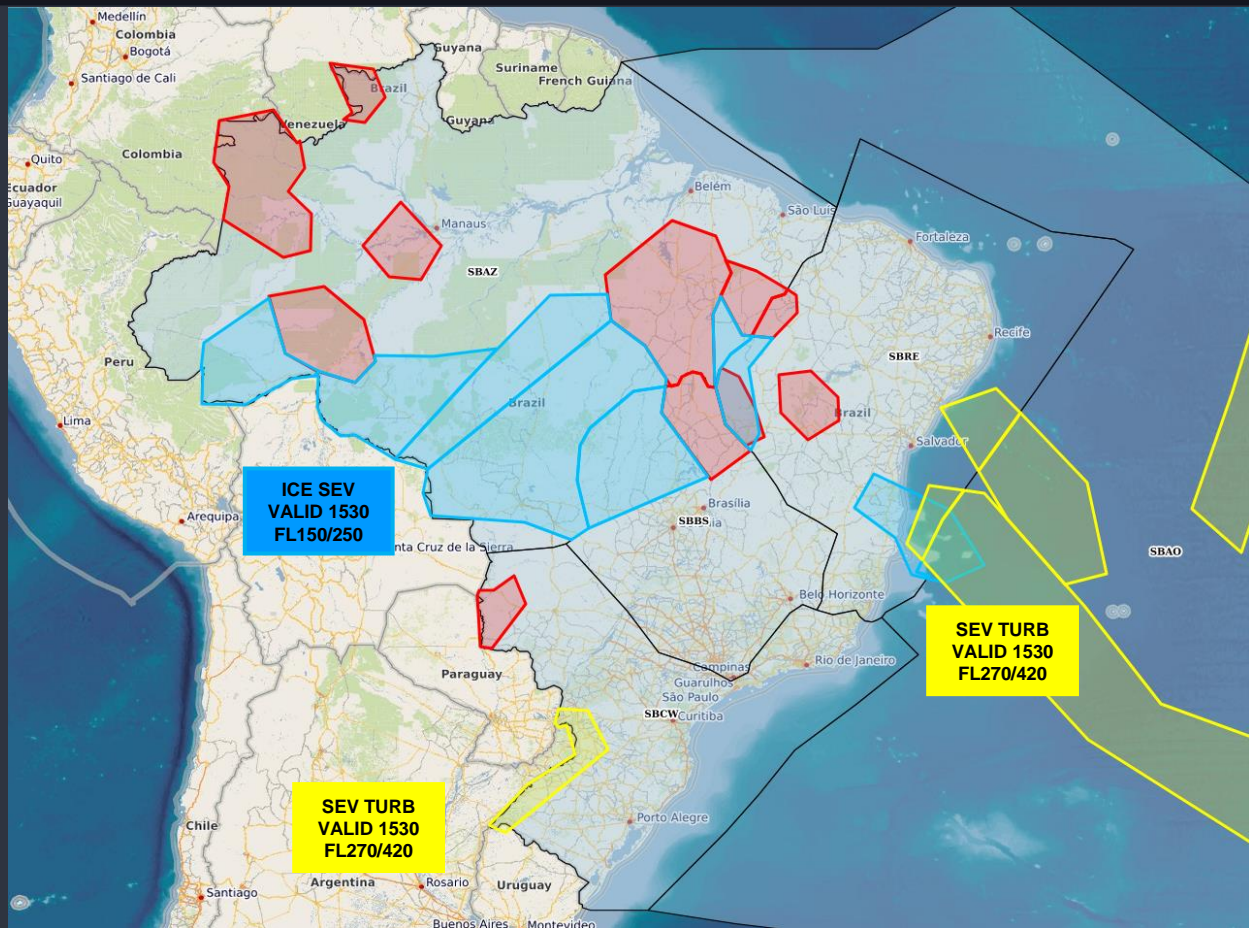 Medellín
Colombia
Bogotá
Santiago de Cali
Guyana
Suriname
French Guiana
Brazil
Venezuela
Guyana
Quito
Colombia
Ecuador
Guayaquil
Belém
São Luís
Manaus
Fortaleza
SBAZ
Recife
SBRE
Peru
Brazil
Brazil
Lima
Salvador
ICE SEV
VALID 1530
FL150/250
Arequipa
Brasília
SBBS
SBAO
Santa Cruz de la Sierra
Belo Horizonte
SEV TURB
VALID 1530
FL270/420
Rio de Janeiro
Campinas
Guarulhos
São Paulo
Paraguay
SBCW
Curitiba
SEV TURB
VALID 1530
FL270/420
Porto Alegre
Chile
Argentina
Rosario
Uruguay
Santiago
Buenos Aires
Montevideo